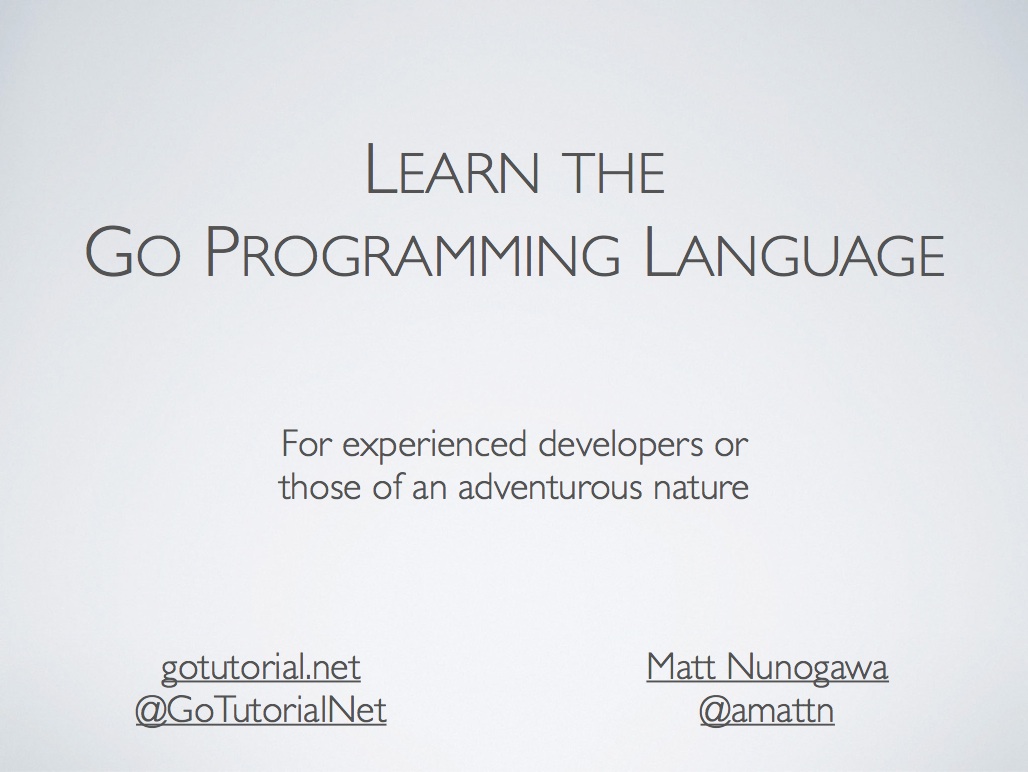 Learn the
Go Programming Language
For experienced developers or
those of an adventurous nature
gotutorial.net
@GoTutorialNet
Matt Nunogawa
@amattn